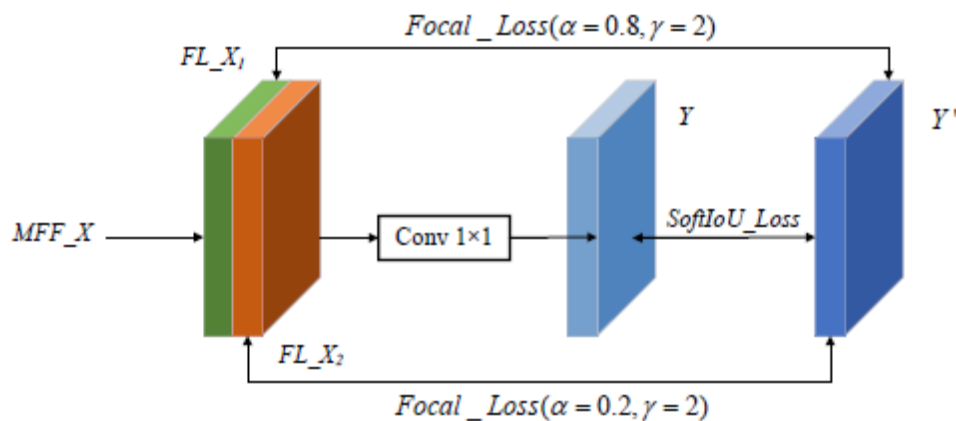 Focal _ Loss(α = 0.8, γ = 2)
FL_X₁
Y
Y'
MFF_X
Conv 1×1
SoftIoU_Loss
FL_X₂
Focal _ Loss(α = 0.2, γ = 2)